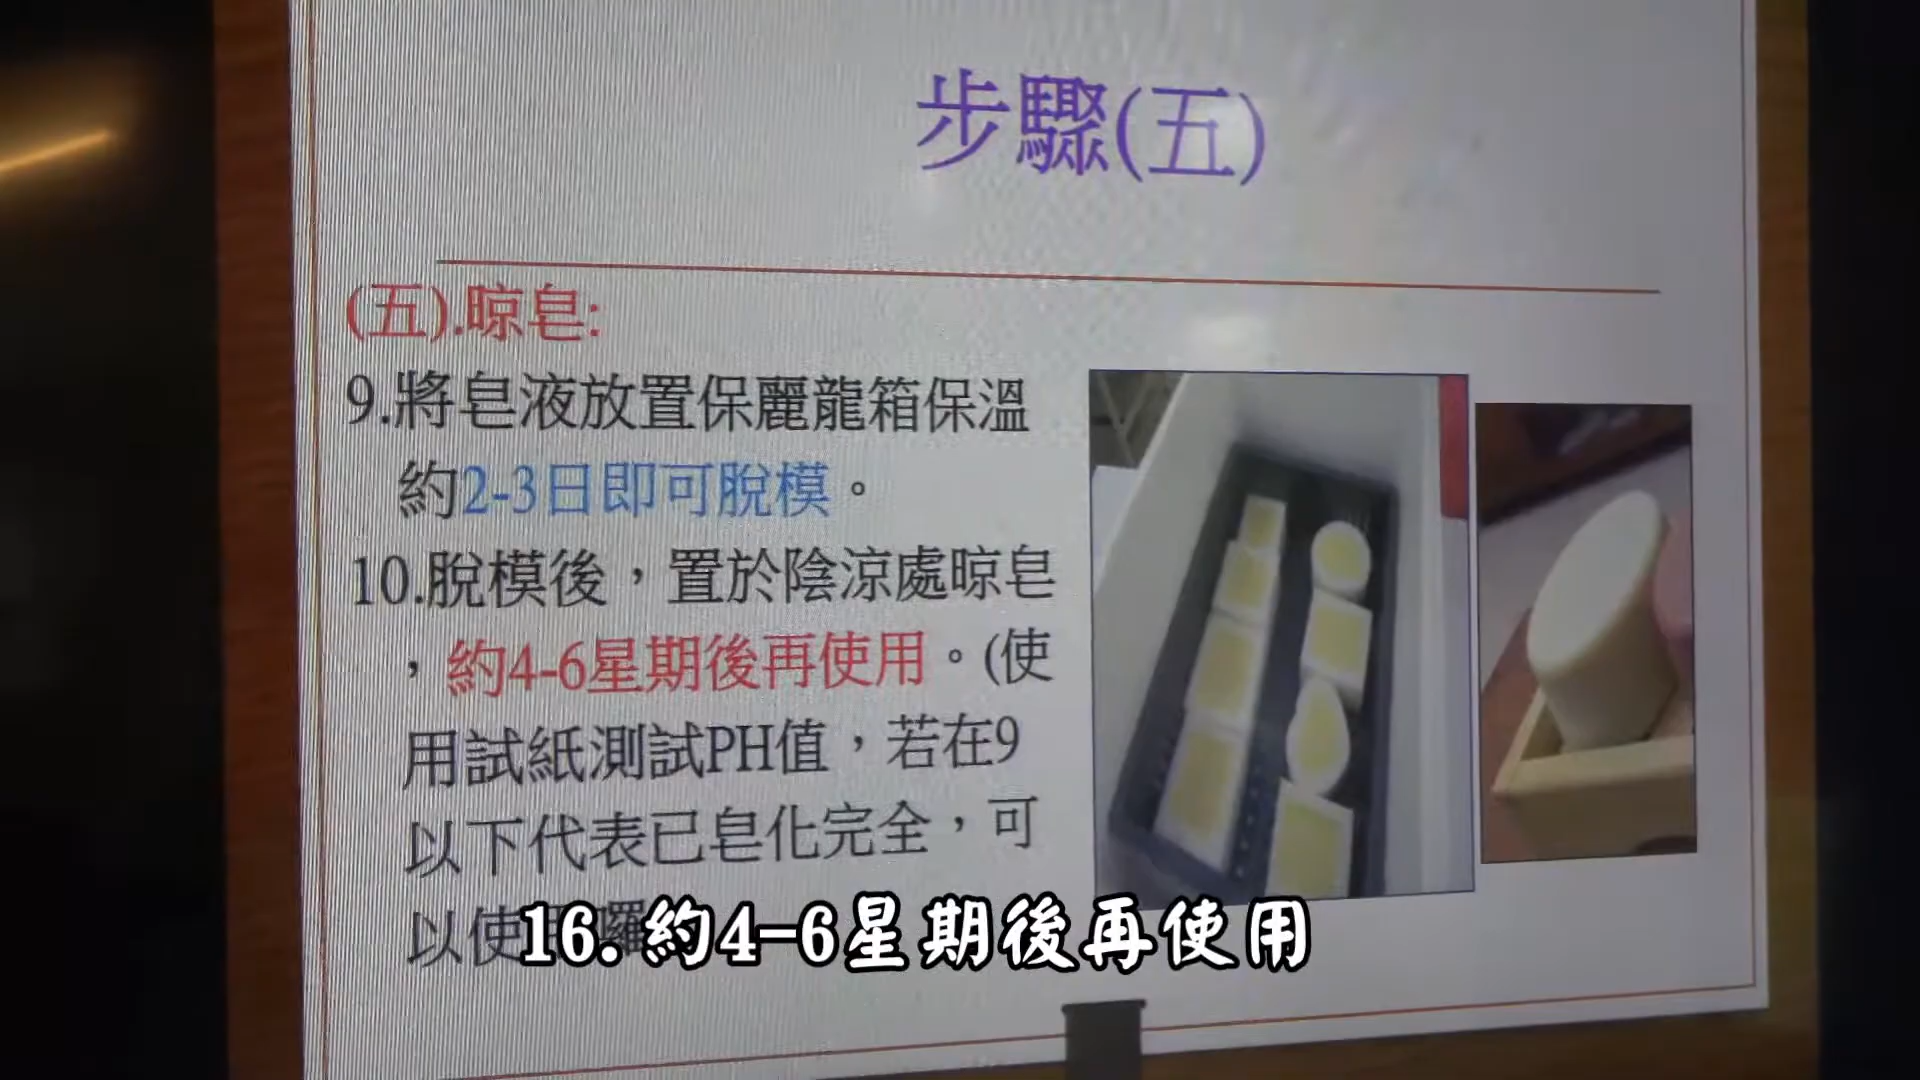 步驟(五)
(五).晾皂:
9.將皂液放置保麗龍箱保溫
約2-3日即可脫模。
10.脫模後，置於陰涼處晾皂
，約4-6星期後再使用。(使
用試紙測試PH值，若在9
以下代表已皂化完全，可
以使
16.約4-6星期後再使用